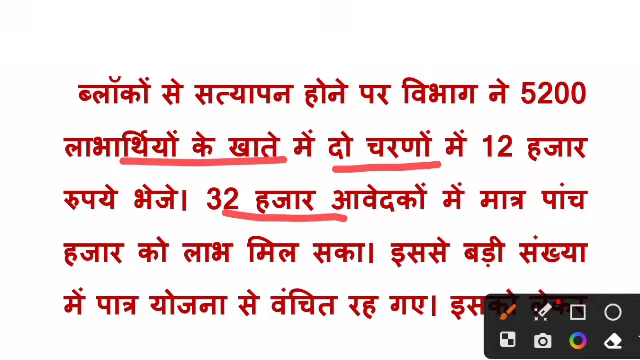 ब्लॉकों से सत्यापन होने पर विभाग ने 5200
लाभार्थियों के खाते में दो चरणों में 12 हजार
रुपये भेजे। 32 हजार आवेदकों में मात्र पांच
हजार को लाभ मिल सका। इससे बड़ी संख्या
में पात्र योजना से वंचित रह गए। इसको लेकर